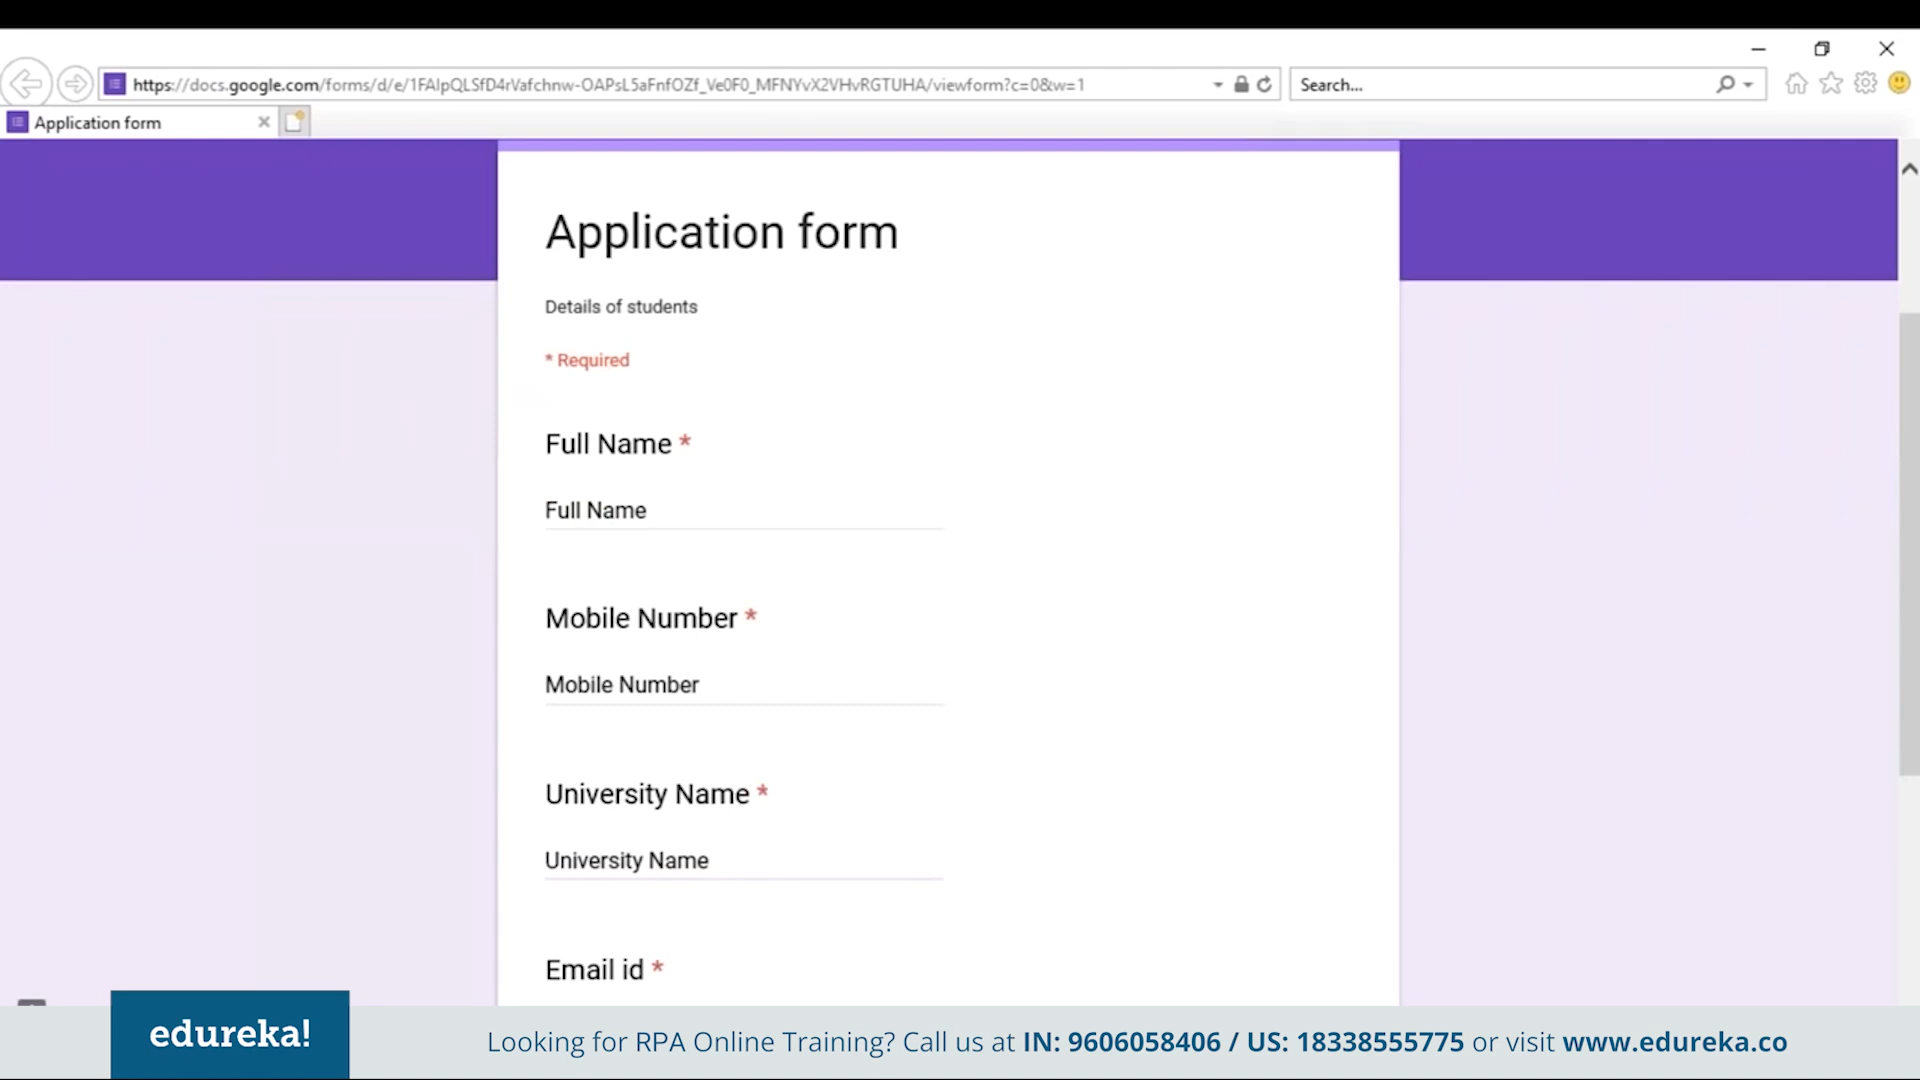 https://docs.google.com/forms/d/e/1FAIpQLSfD4rVafchnw-OAPsL5aFnfOZf_Ve0F0_MFNYvX2VHvRGTUHA/viewform?c=0&w=1
Search...
Application form
Application form
Details of students
* Required
Full Name *
Full Name
Mobile Number *
Mobile Number
University Name *
University Name
Email id *
edureka!
Looking for RPA Online Training? Call us at IN: 9606058406 / US: 18338555775 or visit www.edureka.co